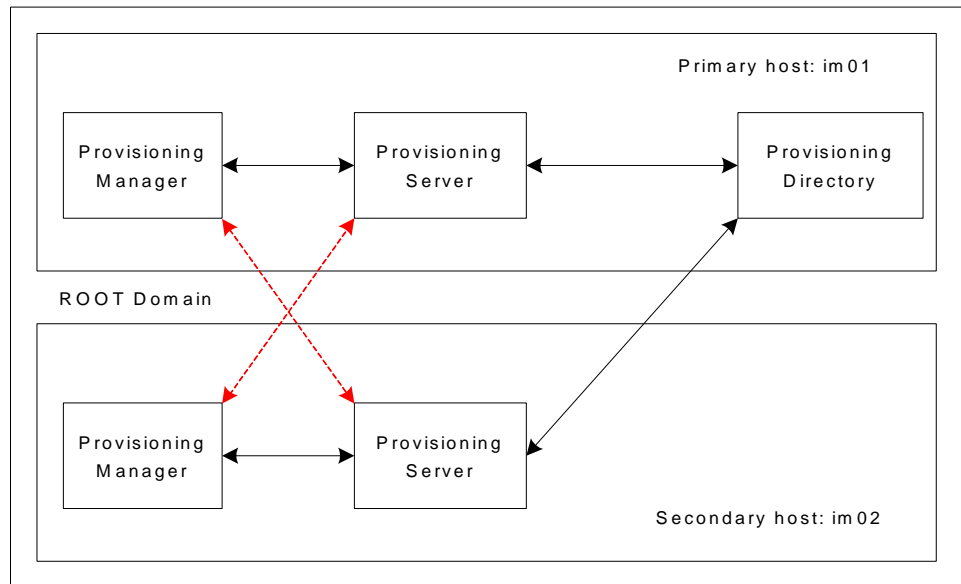 Primary host: im01
Provisioning
Manager
Provisioning
Server
Provisioning
Directory
ROOT Domain
Provisioning
Manager
Provisioning
Server
Secondary host: im02